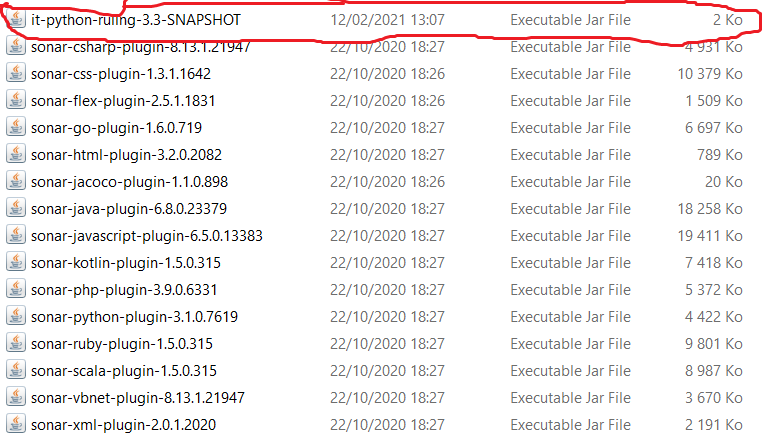 it-python-ruling-3.3-SNAPSHOT 12/02/2021 13:07 Executable Jar File 2 Ko
sonar-csharp-plugin-8.13.1.21947 22/10/2020 18:27 Executable Jar File 4 931 Ko
sonar-css-plugin-1.3.1.1642 22/10/2020 18:26 Executable Jar File 10 379 Ko
sonar-flex-plugin-2.5.1.1831 22/10/2020 18:26 Executable Jar File 1 509 Ko
sonar-go-plugin-1.6.0.719 22/10/2020 18:27 Executable Jar File 6 697 Ko
sonar-html-plugin-3.2.0.2082 22/10/2020 18:27 Executable Jar File 789 Ko
sonar-jacoco-plugin-1.1.0.898 22/10/2020 18:26 Executable Jar File 20 Ko
sonar-java-plugin-6.8.0.23379 22/10/2020 18:27 Executable Jar File 18 258 Ko
sonar-javascript-plugin-6.5.0.13383 22/10/2020 18:27 Executable Jar File 19 411 Ko
sonar-kotlin-plugin-1.5.0.315 22/10/2020 18:27 Executable Jar File 7 418 Ko
sonar-php-plugin-3.9.0.6331 22/10/2020 18:27 Executable Jar File 5 372 Ko
sonar-python-plugin-3.1.0.7619 22/10/2020 18:27 Executable Jar File 4 422 Ko
sonar-ruby-plugin-1.5.0.315 22/10/2020 18:27 Executable Jar File 9 801 Ko
sonar-scala-plugin-1.5.0.315 22/10/2020 18:27 Executable Jar File 8 987 Ko
sonar-vbnet-plugin-8.13.1.21947 22/10/2020 18:27 Executable Jar File 3 670 Ko
sonar-xml-plugin-2.0.1.2020 22/10/2020 18:27 Executable Jar File 2 191 Ko